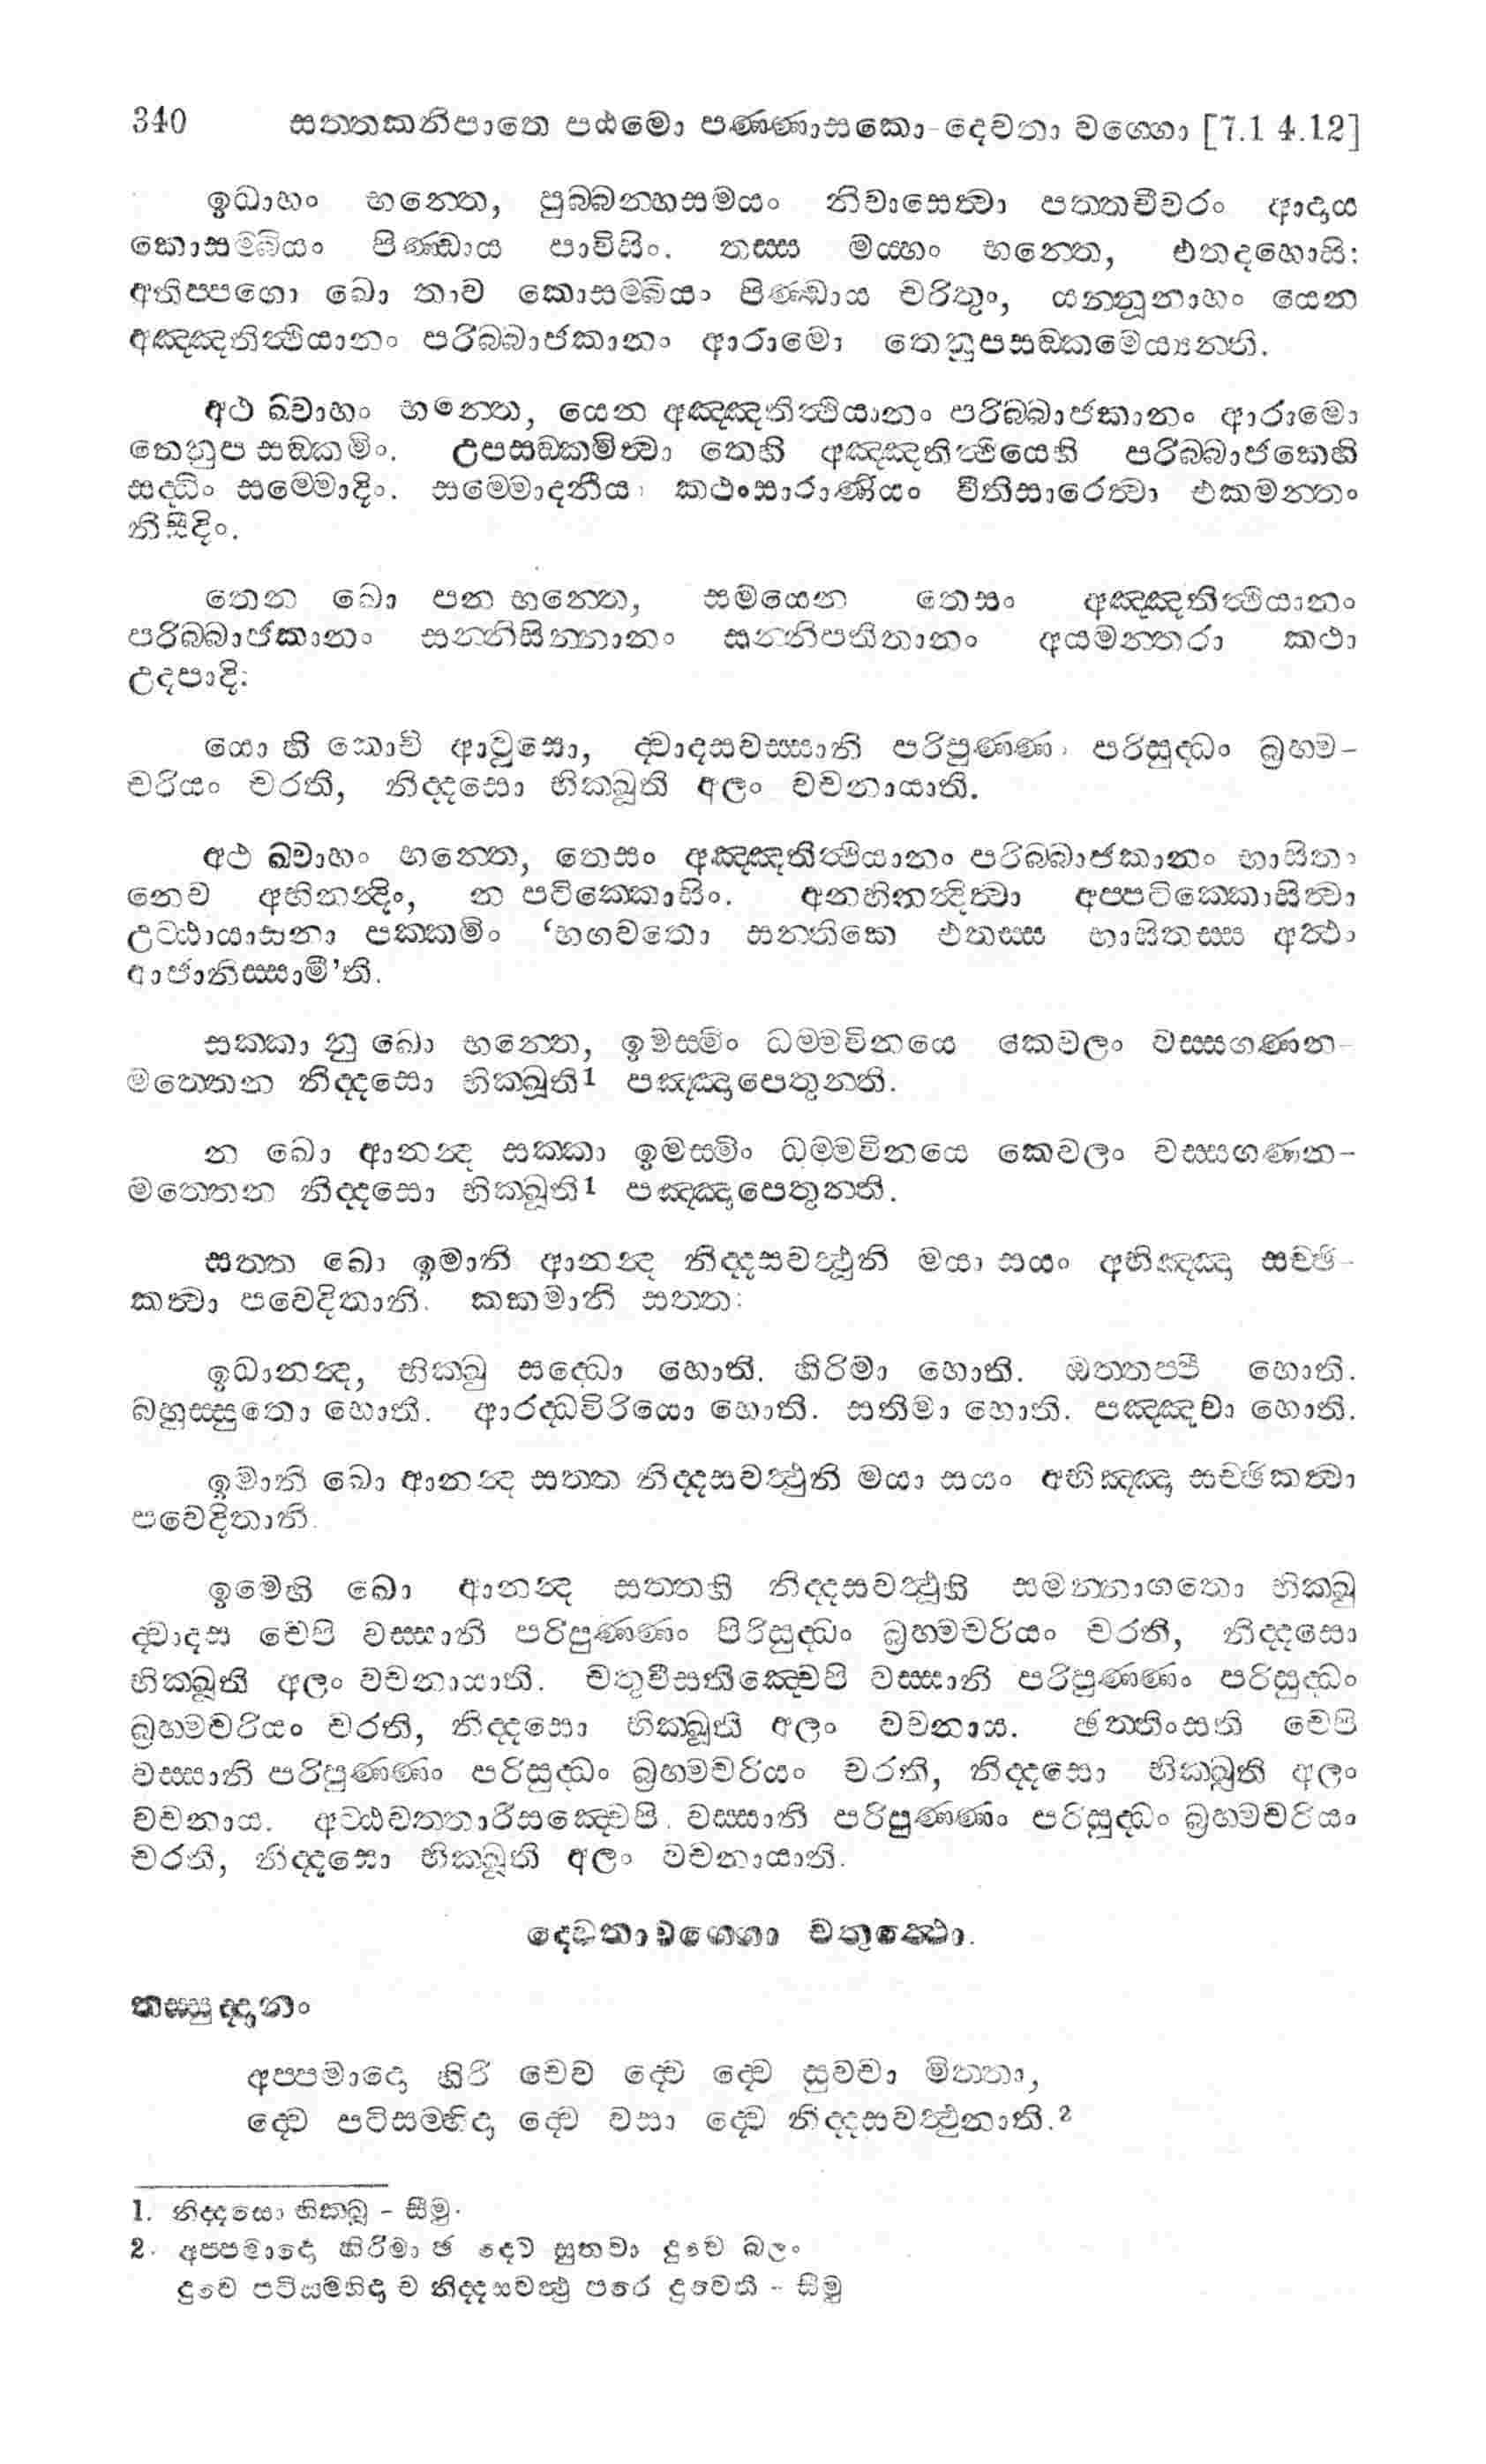 340 සත්තකනිපාතෙ පඨමො පණ්ණාසකො-දෙවතා වග්ගො [7.1 4.12]
ඉධාහං භන්තෙ, පුබ්බන්හසමයං නිවාසෙත්වා පත්තචීවරං ආදාය
කොසම්බියං පිණ්ඩාය පාවිසිං. තස්ස මය්හං භන්තෙ, එතදහොසි:
අතිප්පගො ඛො තාව කොසම්බියං පිණ්ඩාය චරිතුං, යන්නූනාහං යෙන
අඤ්ඤතිත්ථියානං පරිබ්බාජකානං ආරාමො තෙනුපසඞ්කමෙය්‍යන්ති.
අථ ඛ්වාහං භන්තෙ, යෙන අඤ්ඤතිත්ථියානං පරිබ්බාජකානං ආරාමො
තෙනුප සඞ්කමිං. උපසඞ්කමිත්වා තෙහි අඤ්ඤතිත්ථියෙහි පරිබ්බාජකෙහි
සද්ධිං සම්මොදිං. සම්මොදනීයං කථංසාරාණීයං වීතිසාරෙත්වා එකමන්තං
නිසීදිං.
තෙන ඛො පන භන්තෙ, සමයෙන තෙසං අඤ්ඤතිත්ථියානං
පරිබ්බාජකානං සන්නිසින්නානං සන්නිපතිතානං අයමන්තරා කථා
උදපාදි:
යො හි කොචි ආවුසො, ද්වාදසවස්සානි පරිපුණ්ණං පරිසුද්ධං බ්‍රහ්ම-
චරියං චරති, නිද්දසො භික්ඛූති අලං වචනායාති.
අථ ඛ්වාහං භන්තෙ, තෙසං අඤ්ඤතිත්ථියානං පරිබ්බාජකානං භාසිතං
නෙව අභිනන්දිං, න පටික්කොසිං. අනභිනන්දිත්වා අප්පටික්කොසිත්වා
උට්ඨායාසනා පක්කමිං ‘භගවතො සන්තිකෙ එතස්ස භාසිතස්ස අත්ථං
ආජානිස්සාමී’ති.
සක්කා නු ඛො භන්තෙ, ඉමස්මිං ධම්මවිනයෙ කෙවලං වස්සගණන-
මත්තෙන නිද්දසො භික්ඛූති1 පඤ්ඤාපෙතුන්ති.
න ඛො ආනන්ද සක්කා ඉමස්මිං ධම්මවිනයෙ කෙවලං වස්සගණන-
මත්තෙන නිද්දසො භික්ඛූති1 පඤ්ඤාපෙතුන්ති.
සත්ත ඛො ඉමානි ආනන්ද නිද්දසවත්ථූනි මයා සයං අභිඤ්ඤා සච්ඡි-
කත්වා පවෙදිතානි. කතමානි සත්ත:
ඉධානන්ද, භික්ඛු සද්ධො හොති. හිරිමා හොති. ඔත්තප්පී හොති.
බහුස්සුතො හොති. ආරද්ධවිරියො හොති. සතිමා හොති. පඤ්ඤවා හොති.
ඉමානි ඛො ආනන්ද සත්ත නිද්දසවත්ථුනි මයා සයං අභිඤ්ඤා සච්ඡිකත්වා
පවෙදිතානි.
ඉමෙහි ඛො ආනන්ද සත්තහි නිද්දසවත්ථූහි සමන්නාගතො භික්ඛු
ද්වාදස චෙපි වස්සානි පරිපුණ්ණං පිරිසුද්ධිං බ්‍රහ්මචරියං චරති, නිද්දසො
භික්ඛූති අලං වචනායාති. චතුවීසතිඤ්චෙපි වස්සානි පරිපුණ්ණං පරිසුද්ධං
බ්‍රහ්මචරියං චරති, නිද්දසො භික්ඛූති අලං වචනාය. ඡත්තිංසති චෙපි
වස්සානි පරිපුණ්ණං පරිසුද්ධං බ්‍රහ්මචරියං චරති, නිද්දසො භික්ඛුති අලං
වචනාය. අට්ඨචත්තාරීසඤ්චෙපි. වස්සානි පරිපුණ්ණං පරිසුද්ධං බ්‍රහ්මචරියං
චරති, නිද්දසො භික්ඛූති අලං වචනායාති.
දෙවතාවග්ගො චතුත්ථො.
තස්සුද්දානං
අප්පමාදො හිරි චෙව ද්වෙ ද්වෙ සුවචා මිත්තා,
ද්වෙ පටිසම්භිදා ද්වෙ වසා ද්වෙ නිද්දසවත්ථුනාති.2
1. නිද්දසො භික්ඛු - සීමු.
2. අප්පමාදො හිරිමා ඡ දෙව සුතවා දුවෙ බලං
දුවෙ පටිසම්භිදා ච නිද්දසවත්ථු පරෙ දුවෙති - සිමු